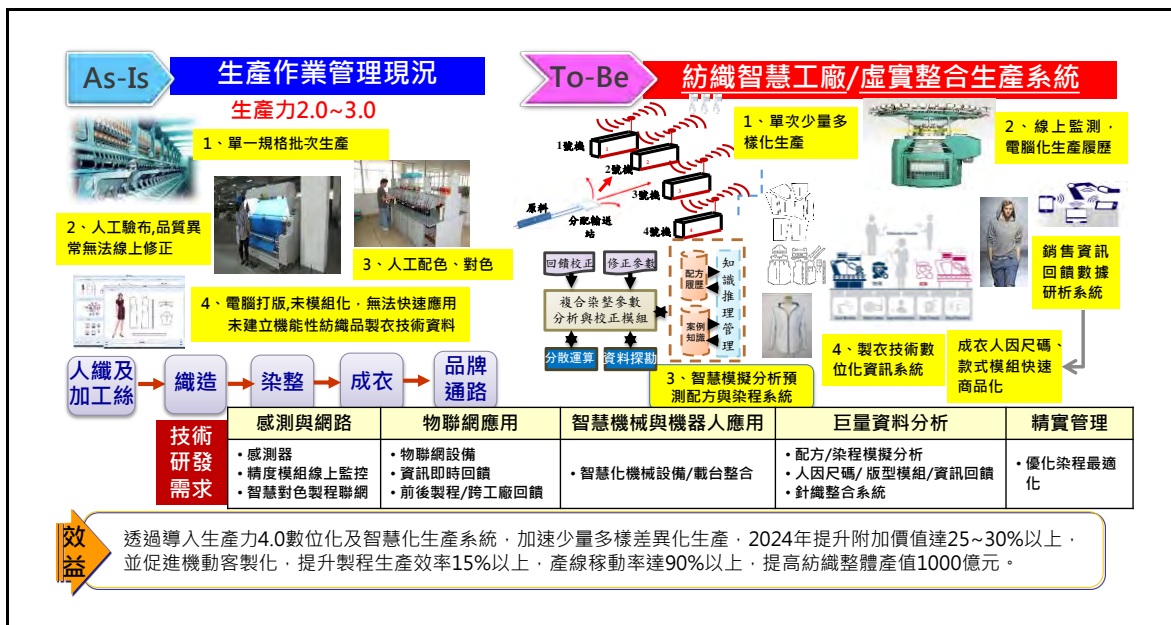 As-Is
生產作業管理現況
生產力2.0~3.0
1、單一規格批次生產
2、人工驗布,品質異
常無法線上修正
3、人工配色、對色
4、電腦打版,未模組化，無法快速應用
未建立機能性紡織品製衣技術資料
To-Be
紡織智慧工廠/虛實整合生產系統
1、單次少量多
樣化生產
2、線上監測，
電腦化生產履歷
1號機
2號機
3號機
4號機
原料
分配輸送
站
回饋校正
修正參數
複合染整參數
分析與校正模組
分散運算
資料探勘
配方
履歷
案例
知識
知識推理管理
3、智慧模擬分析預
測配方與染程系統
4、製衣技術數
位化資訊系統
銷售資訊
回饋數據
研析系統
成衣人因尺碼、
款式模組快速
商品化
人纖及
加工絲
織造
染整
成衣
品牌
通路
技術
研發
需求
感測與網路
物聯網應用
智慧機械與機器人應用
巨量資料分析
精實管理
• 感測器
• 精度模組線上監控
• 智慧對色製程聯網
• 物聯網設備
• 資訊即時回饋
• 前後製程/跨工廠回饋
• 智慧化機械設備/載台整合
• 配方/染程模擬分析
• 人因尺碼/ 版型模組/資訊回饋
• 針織整合系統
• 優化染程最適
化
效
益
透過導入生產力4.0數位化及智慧化生產系統，加速少量多樣差異化生產，2024年提升附加價值達25~30%以上，
並促進機動客製化，提升製程生產效率15%以上，產線稼動率達90%以上，提高紡織整體產值1000億元。